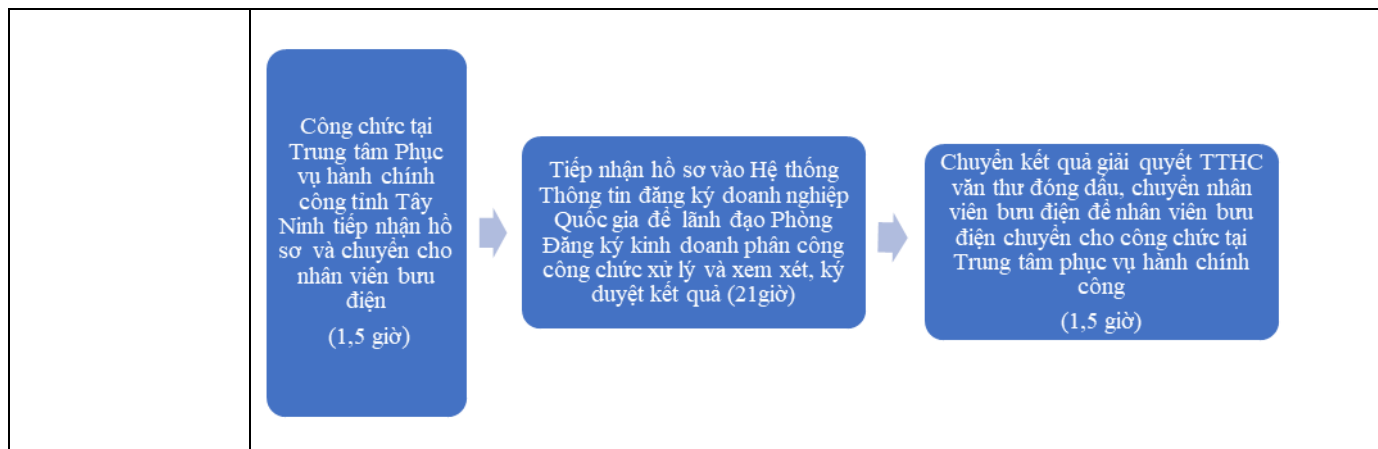 Công chức tại
Trung tâm Phục
vụ hành chính
công tỉnh Tây
Ninh tiếp nhận hồ
sơ và chuyển cho
nhân viên bưu
điện
(1,5 giờ)
Tiếp nhận hồ sơ vào Hệ thống
Thông tin đăng ký doanh nghiệp
Quốc gia để lãnh đạo Phòng
Đăng ký kinh doanh phân công
công chức xử lý và xem xét, ký
duyệt kết quả (21giờ)
Chuyển kết quả giải quyết TTHC
văn thư đóng dấu, chuyển nhân
viên bưu điện để nhân viên bưu
điện chuyển cho công chức tại
Trung tâm phục vụ hành chính
công
(1,5 giờ)